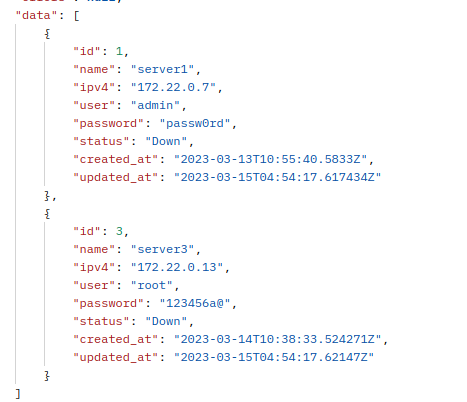 "data": [
{
"id": 1,
"name": "server1",
"ipv4": "172.22.0.7",
"user": "admin",
"password": "passw0rd",
"status": "Down",
"created_at": "2023-03-13T10:55:40.5833Z",
"updated_at": "2023-03-15T04:54:17.617434Z"
},
{
"id": 3,
"name": "server3",
"ipv4": "172.22.0.13",
"user": "root",
"password": "123456a@",
"status": "Down",
"created_at": "2023-03-14T10:38:33.524271Z",
"updated_at": "2023-03-15T04:54:17.62147Z"
}
]